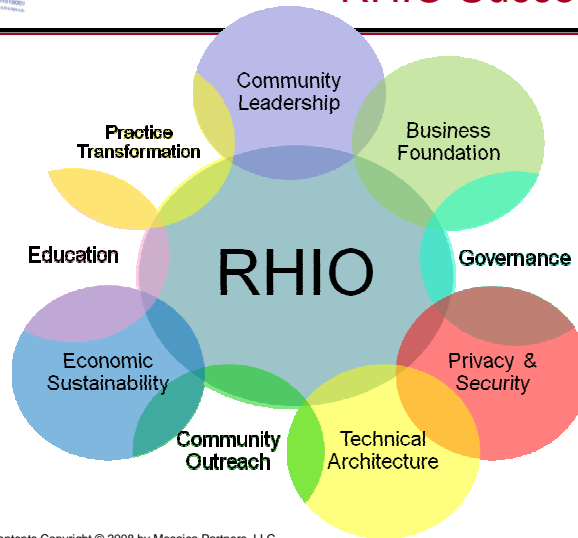 RHIO
Community
Leadership
Practice
Transformation
Business
Foundation
Education
RHIO
Governance
Economic
Sustainability
Privacy &
Security
Community
Outreach
Technical
Architecture
Copyright © 2008 by Mosaica Partners, LLC